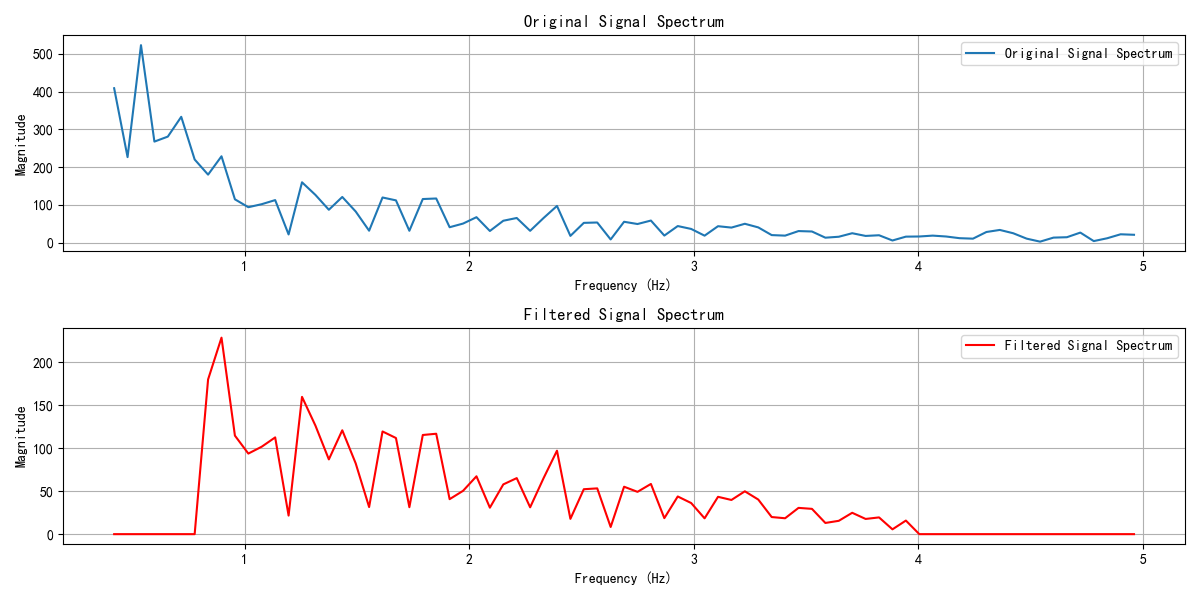 Original Signal Spectrum
500
400
300
200
100
0
Magnitude
Original Signal Spectrum
1
2
3
4
5
Frequency (Hz)
Filtered Signal Spectrum
200
150
100
50
0
Magnitude
Filtered Signal Spectrum
1
2
3
4
5
Frequency (Hz)